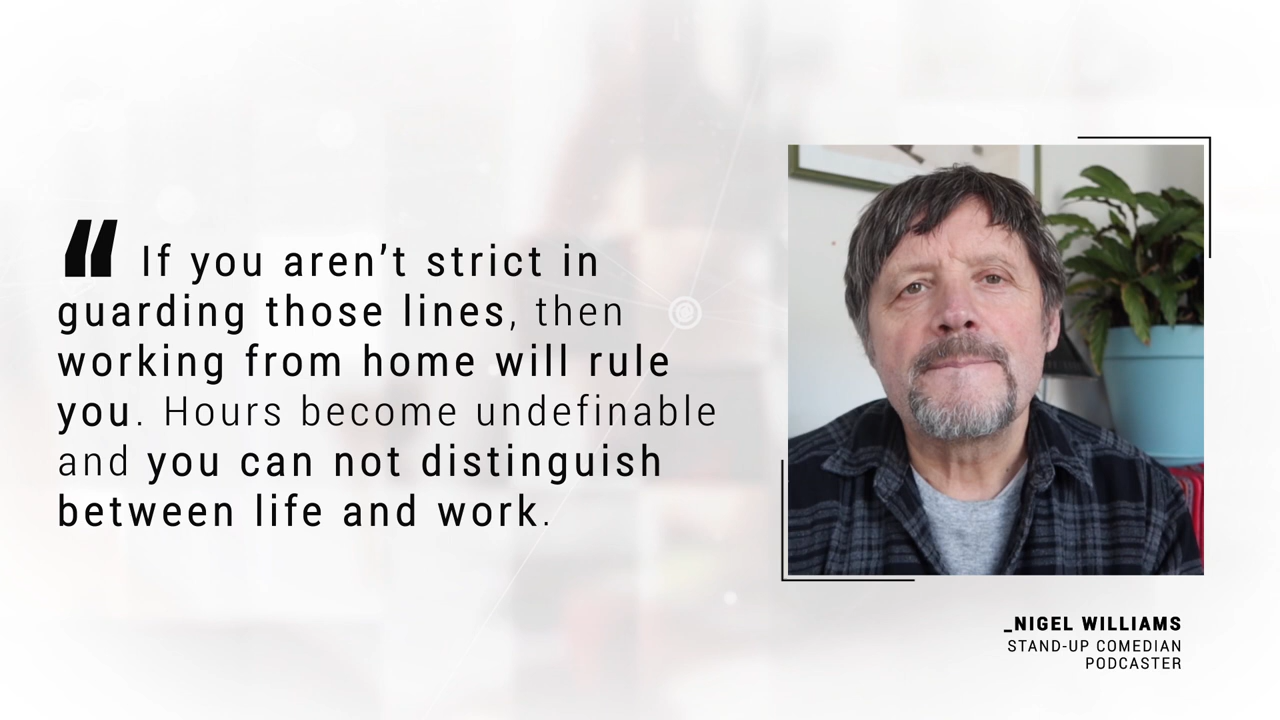 “ If you aren’t strict in
guarding those lines, then
working from home will rule
you. Hours become undefinable
and you can not distinguish
between life and work.
_NIGEL WILLIAMS
STAND-UP COMEDIAN
PODCASTER